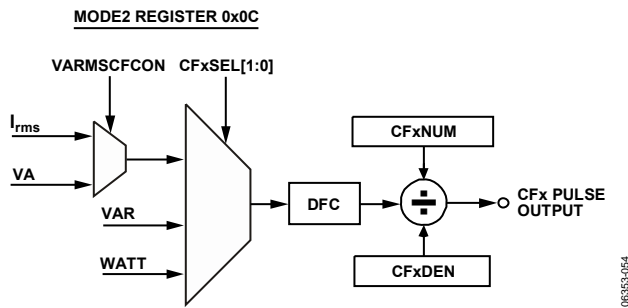 MODE2 REGISTER 0x0C
VARMSCFCON
CFxSEL[1:0]
Irms
VA
VAR
WATT
DFC
CFxNUM
÷
CFxDEN
CFx PULSE
OUTPUT
06353-054